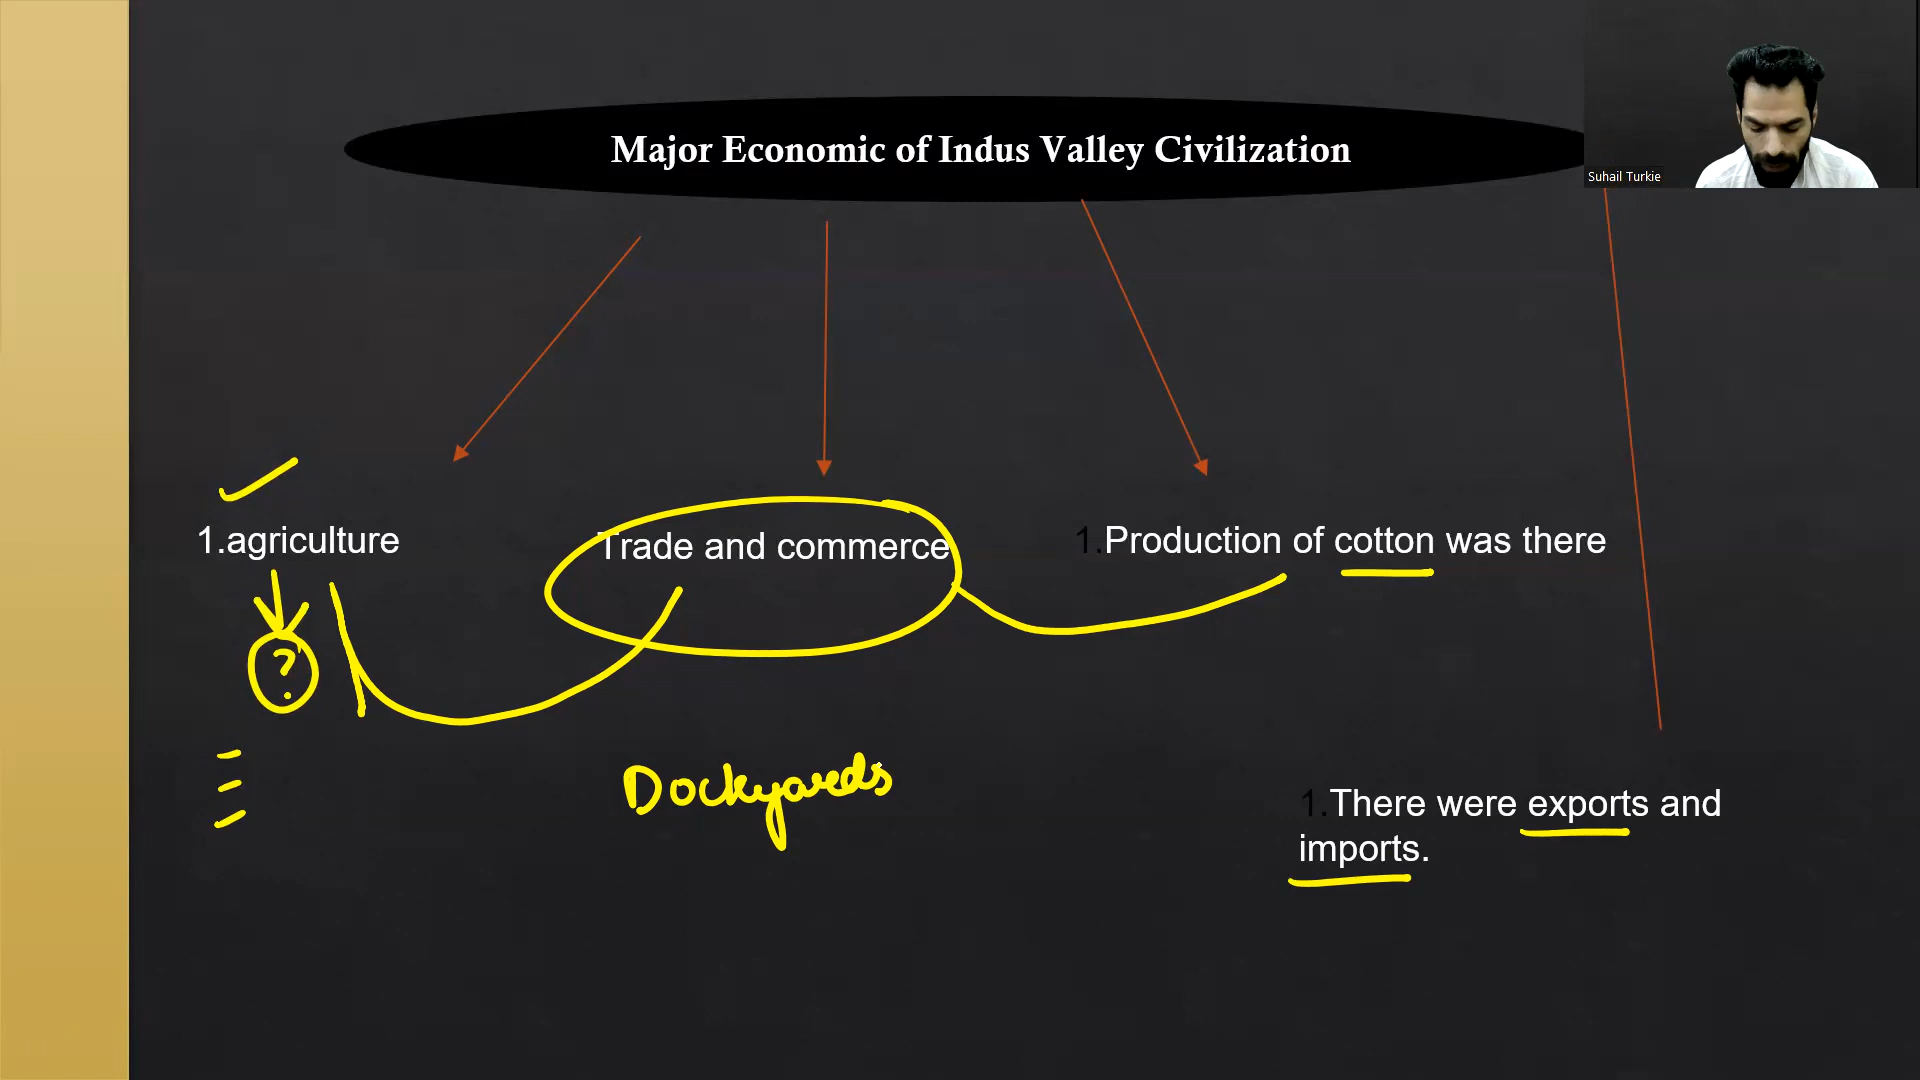 Major Economic of Indus Valley Civilization
Suhail Turkie
1.agriculture
Trade and commerce
1.Production of cotton was there
?
Dockyards
1.There were exports and
imports.